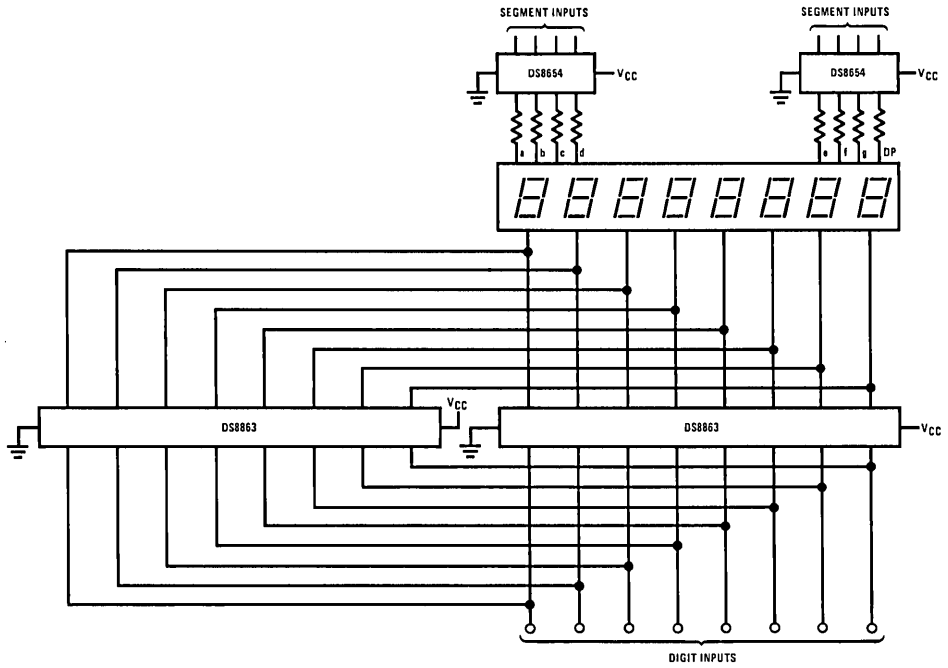 SEGMENT INPUTS
SEGMENT INPUTS
DS8654
VCC
DS8654
VCC
a b c d
e f g DP
VCC
DS8863
DS8863
VCC
DIGIT INPUTS